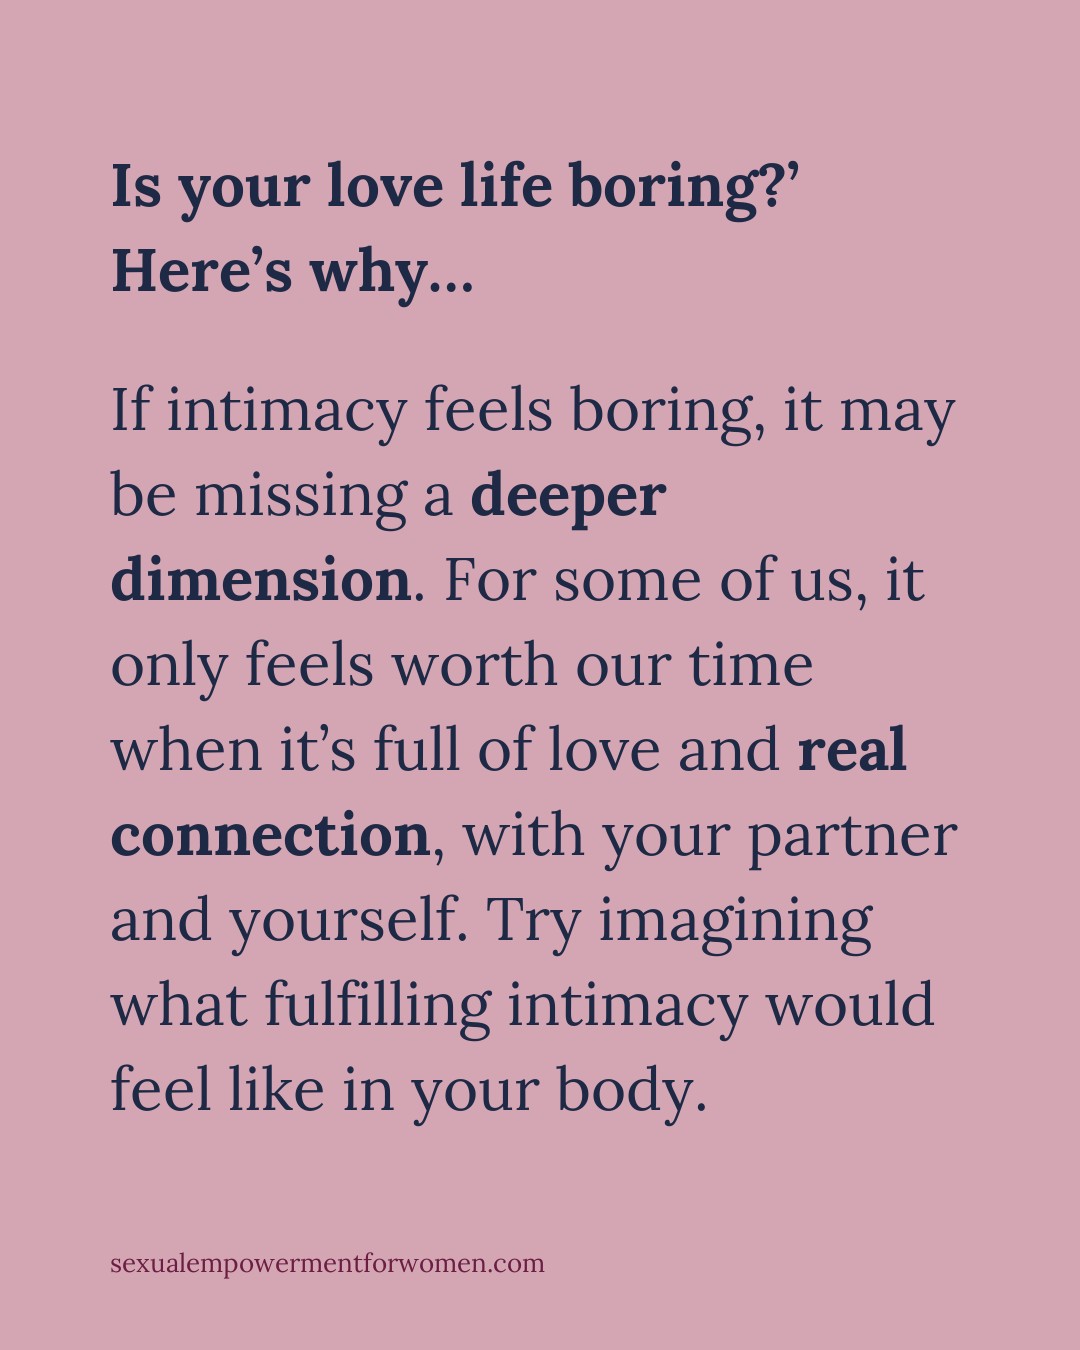 Is your love life boring?’
Here’s why...
If intimacy feels boring, it may
be missing a deeper
dimension. For some of us, it
only feels worth our time
when it’s full of love and real
connection, with your partner
and yourself. Try imagining
what fulfilling intimacy would
feel like in your body.
sexualempowermentforwomen.com